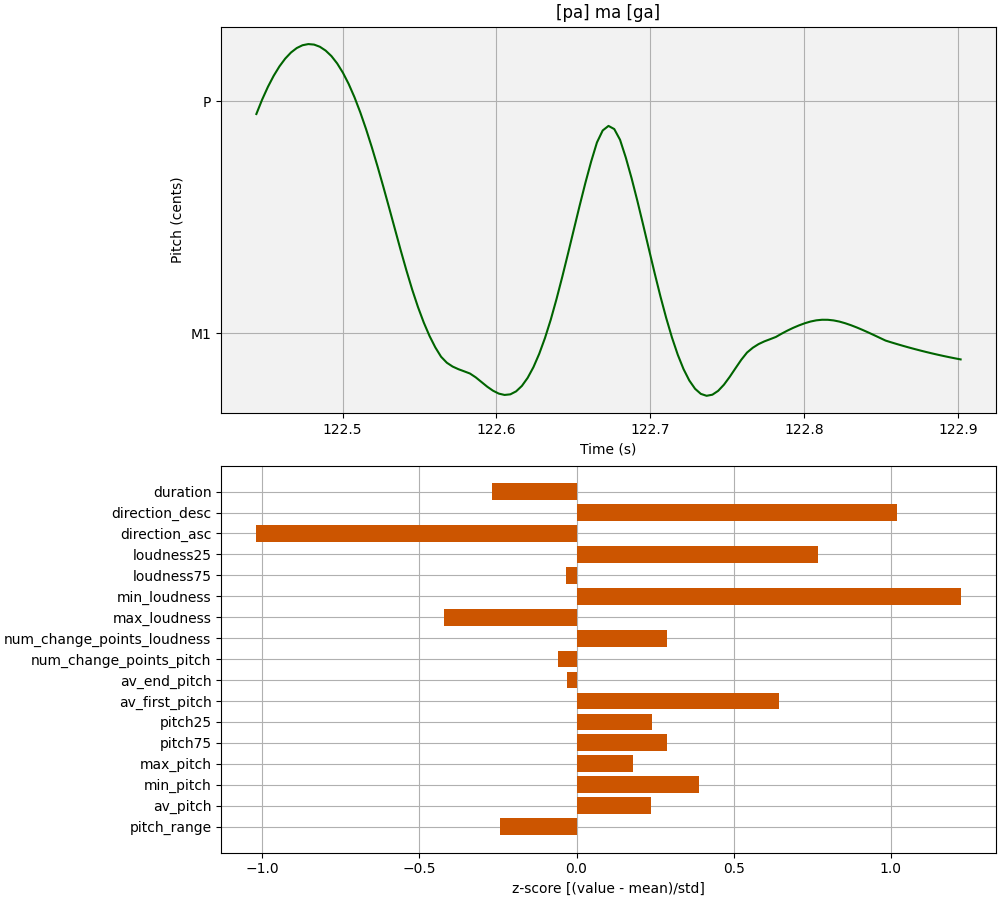 [pa] ma [ga]
P
M1
Pitch (cents)
122.5 122.6 122.7 122.8 122.9
Time (s)
duration
direction_desc
direction_asc
loudness25
loudness75
min_loudness
max_loudness
num_change_points_loudness
num_change_points_pitch
av_end_pitch
av_first_pitch
pitch25
pitch75
max_pitch
min_pitch
av_pitch
pitch_range
−1.0 −0.5 0.0 0.5 1.0
z-score [(value - mean)/std]